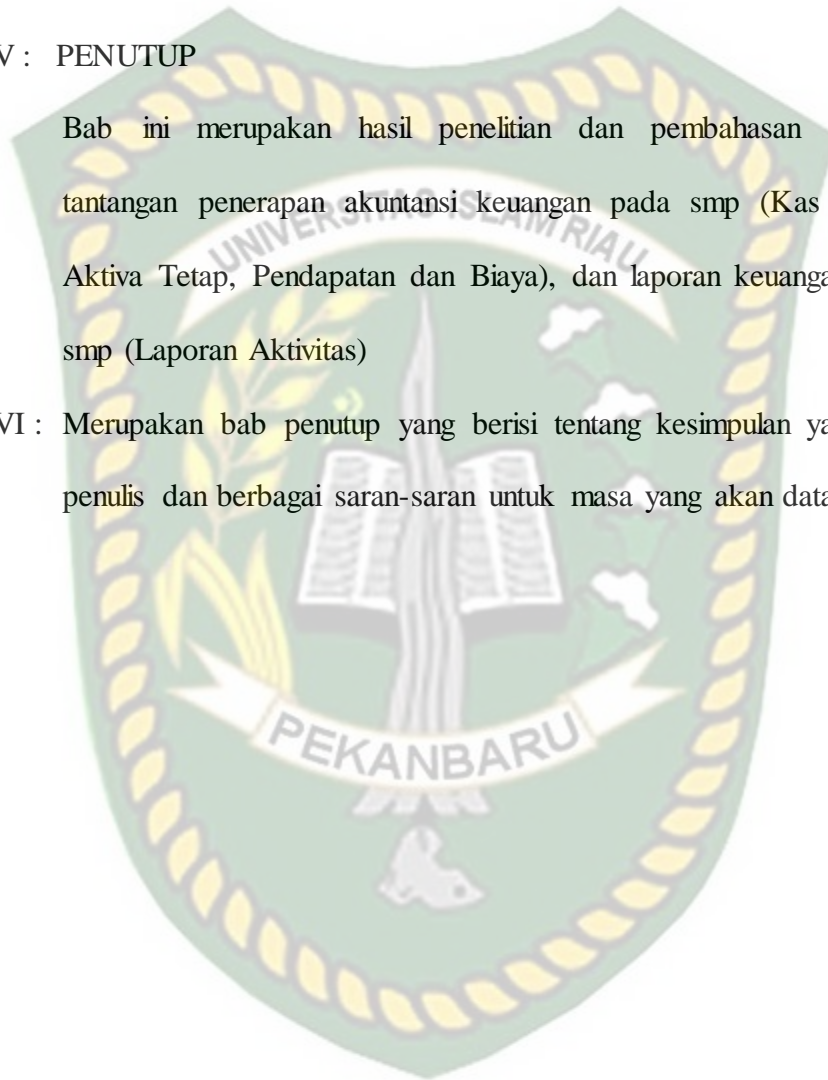 V : PENUTUP
Bab ini merupakan hasil penelitian dan pembahasan
tantangan penerapan akuntansi keuangan pada smp (Kas
Aktiva Tetap, Pendapatan dan Biaya), dan laporan keuanga
smp (Laporan Aktivitas)
VI : Merupakan bab penutup yang berisi tentang kesimpulan ya
penulis dan berbagai saran-saran untuk masa yang akan data
UNIVERSITAS ISLAM RIAU
PEKANBARU